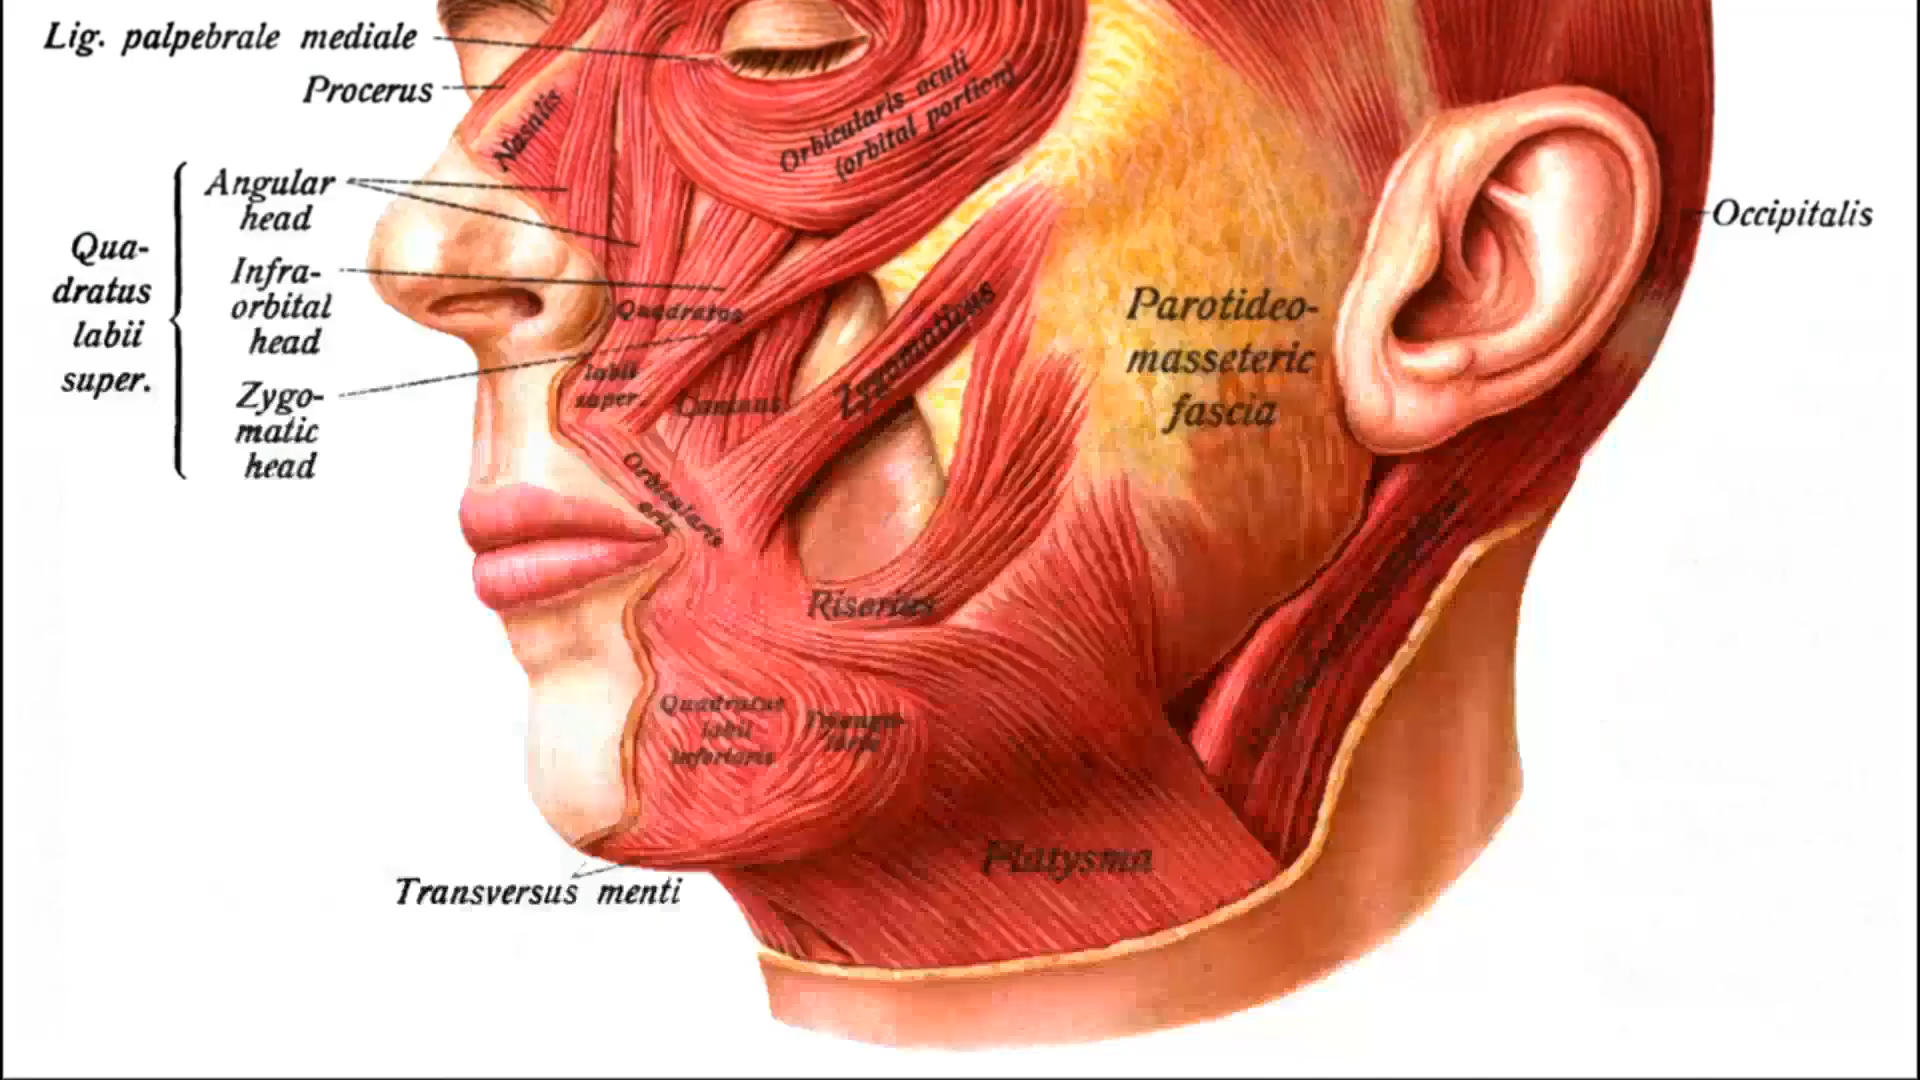 Lig. palpebrale mediale
Procerus
Nasalis
Orbicularis oculi
(orbital portion)
Angular
head
Qua-
dratus
labii
super.
Infra-
orbital
head
Zygo-
matic
head
Occipitalis
Quadratus
labii
super.
Caninus
Zygomaticus
Parotideo-
masseteric
fascia
Orbicularis
oris
Risorius
Quadratus
labii
inferioris
Triangu-
laris
Platysma
Transversus menti